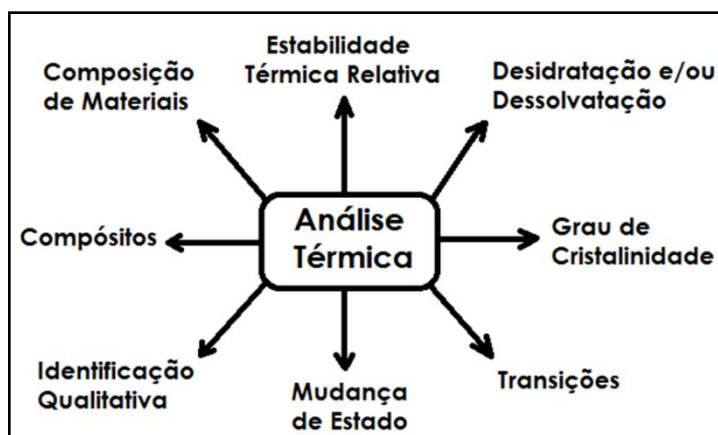 Estabilidade
Térmica Relativa
Composição
de Materiais
Desidratação e/ou
Dessolvatação
Compósitos
Análise
Térmica
Grau de
Cristalinidade
Identificação
Qualitativa
Mudança
de Estado
Transições